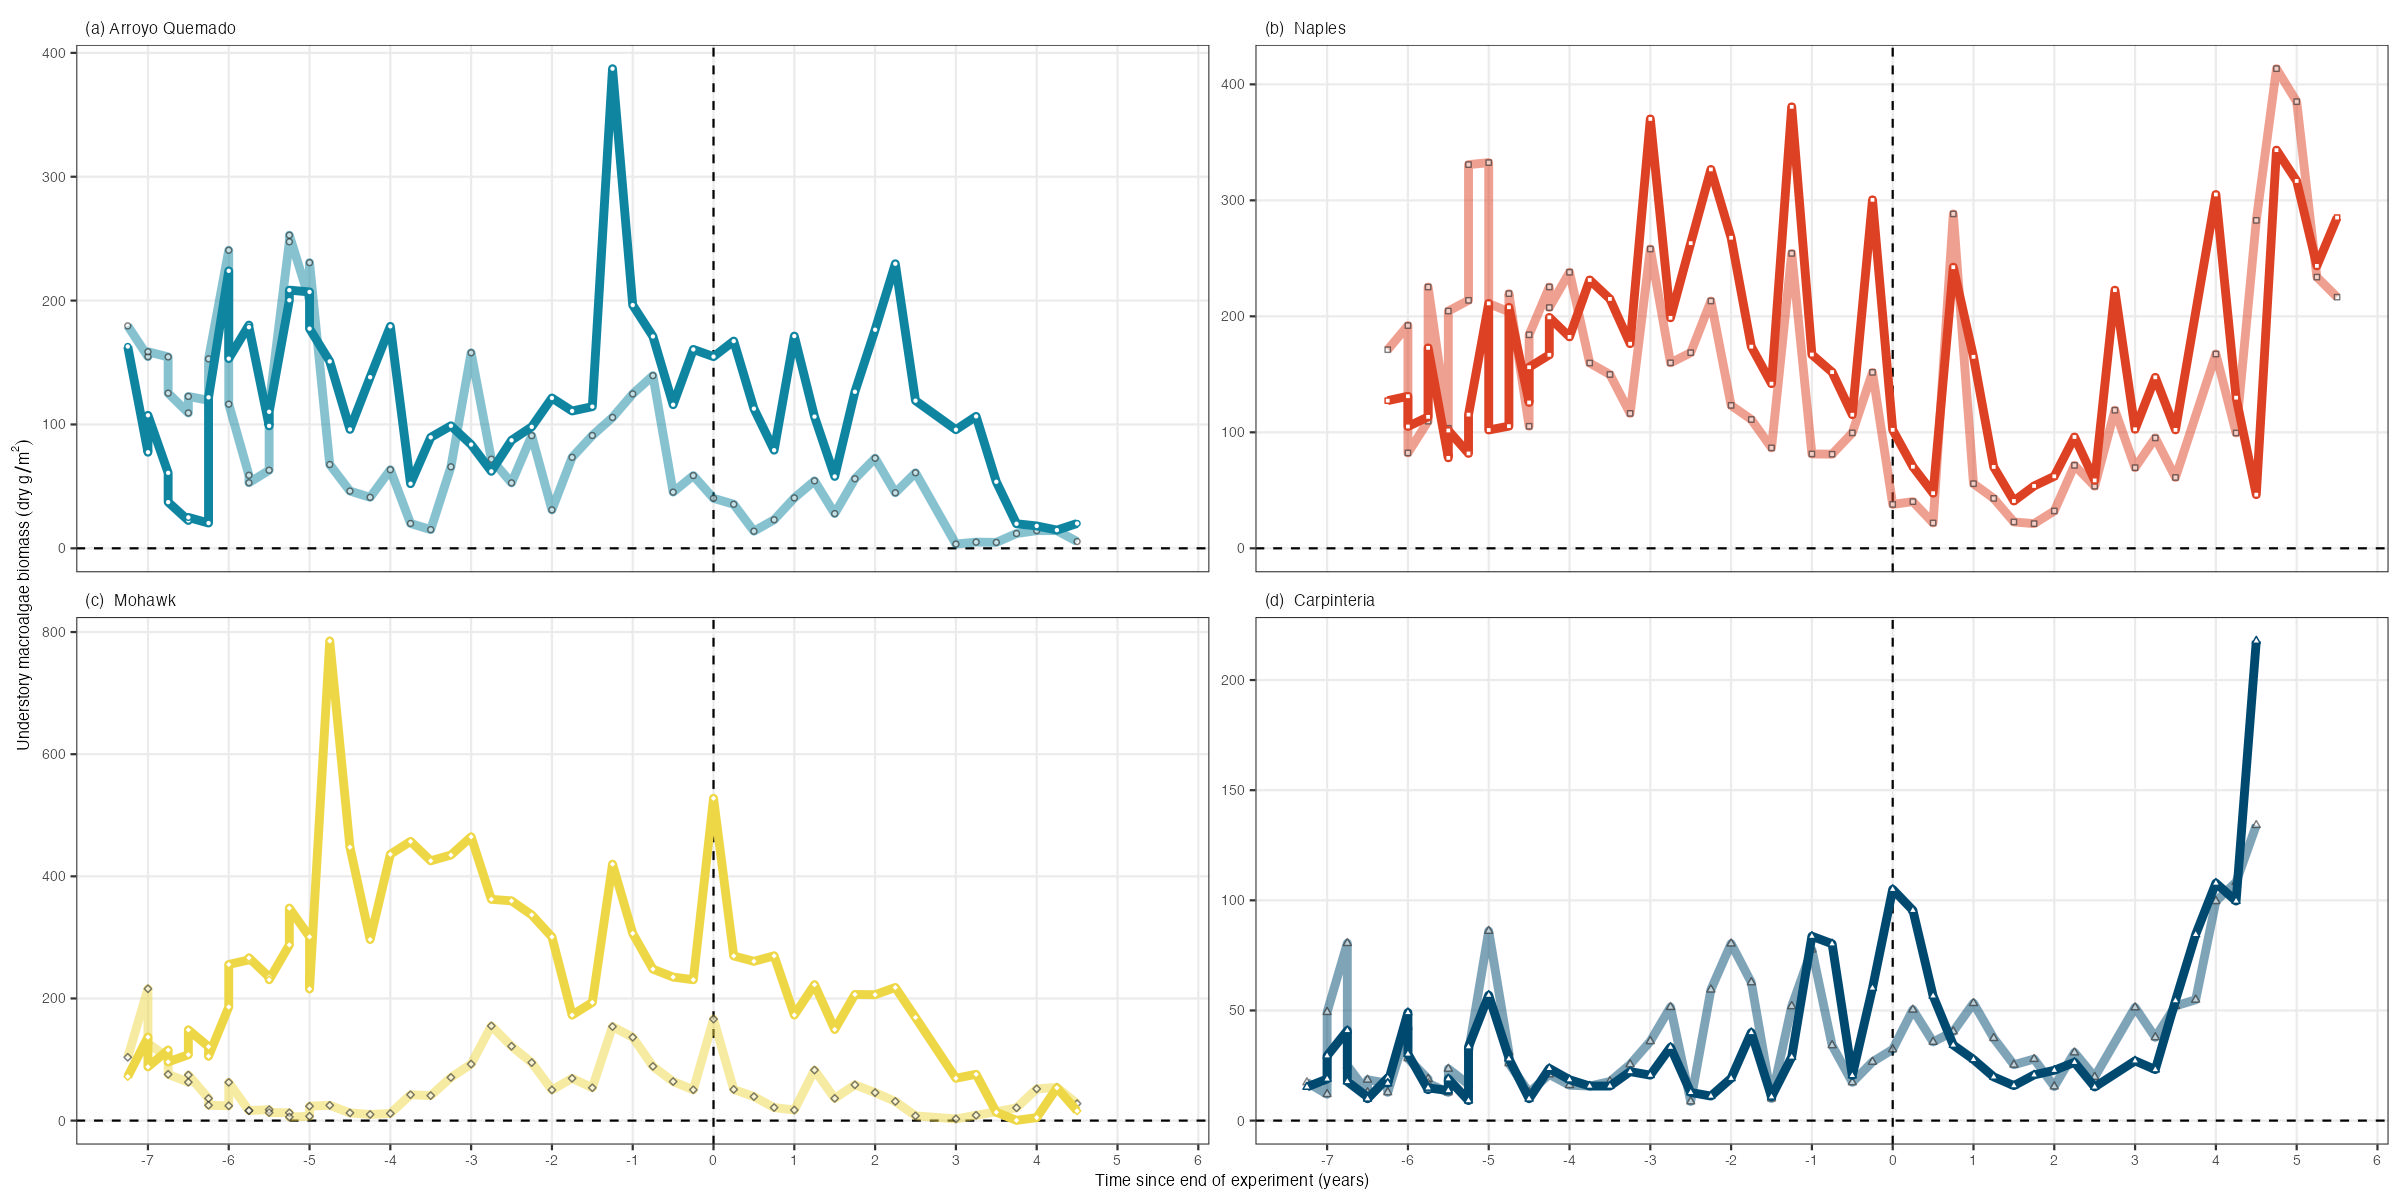 (a) Arroyo Quemado
400
300
200
100
0
(b) Naples
400
300
200
100
0
Understory macroalgae biomass (dry g/m²)
(c) Mohawk
800
600
400
200
0
-7 -6 -5 -4 -3 -2 -1 0 1 2 3 4 5 6
(d) Carpinteria
200
150
100
50
0
-7 -6 -5 -4 -3 -2 -1 0 1 2 3 4 5 6
Time since end of experiment (years)